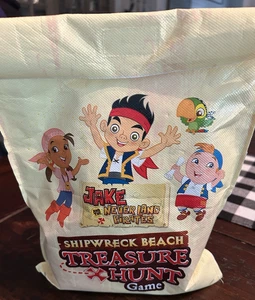 JAKE
AND THE
NEVER LAND
PIRATES
SHIPWRECK BEACH
TREASURE
HUNT
Game